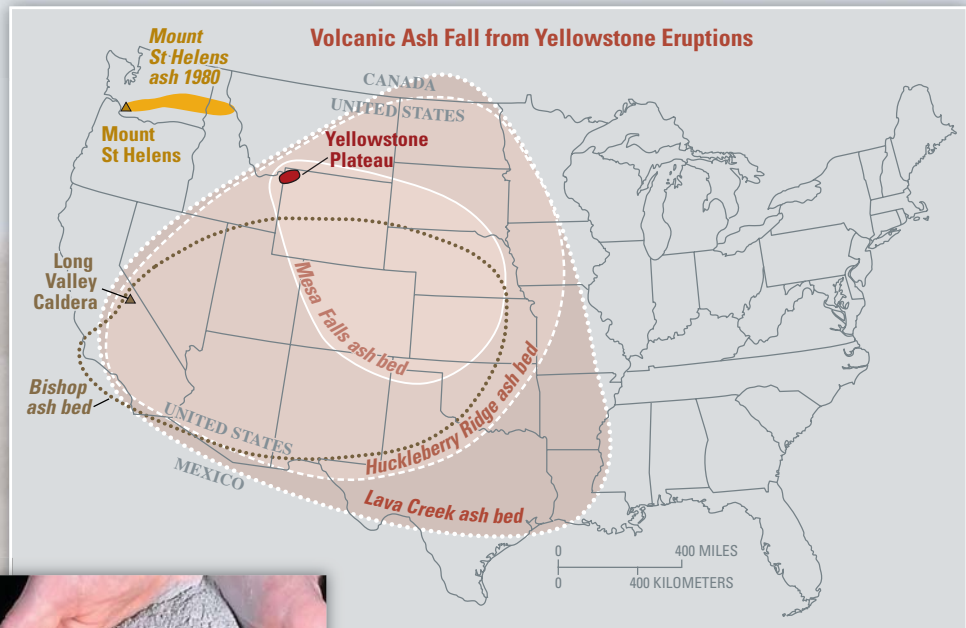 Volcanic Ash Fall from Yellowstone Eruptions
Mount
St Helens
ash 1980
CANADA
UNITED STATES
Mount
St Helens
Yellowstone
Plateau
Long
Valley
Caldera
Mesa Falls ash bed
Bishop
ash bed
UNITED STATES
MEXICO
Huckleberry Ridge ash bed
Lava Creek ash bed
0 400 MILES
0 400 KILOMETERS